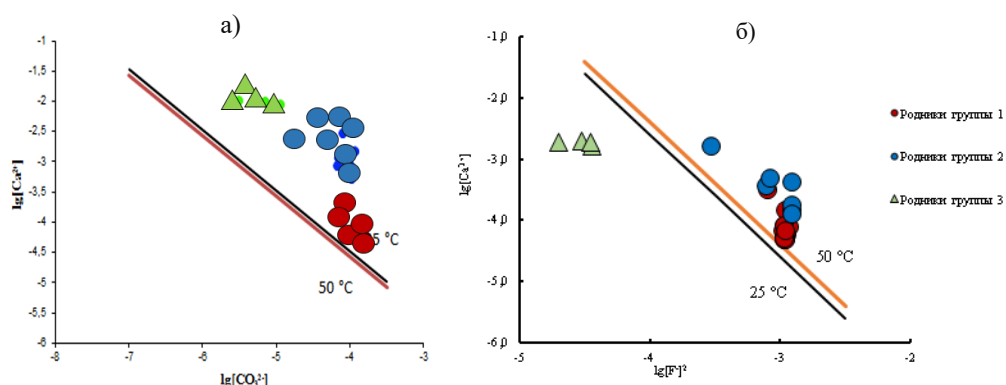 а)
б)
-1
-1,5
-2
-2,5
-3
-3,5
-4
-4,5
-5
-5,5
-6
-8
-7
-6
-5
-4
-3
lg[Ca²⁺]
lg[CO₃²⁻]
5 °C
50 °C
-1,0
-2,0
-3,0
-4,0
-5,0
-6,0
-5
-4
-3
-2
lg[Ca²⁺]
lg[F⁻]²
50 °C
25 °C
Родники группы 1
Родники группы 2
Родники группы 3